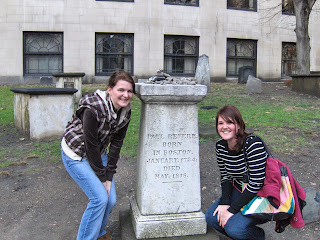 PAUL REVERE
BORN
IN BOSTON,
JANUARY 1734
DIED
MAY, 1818.